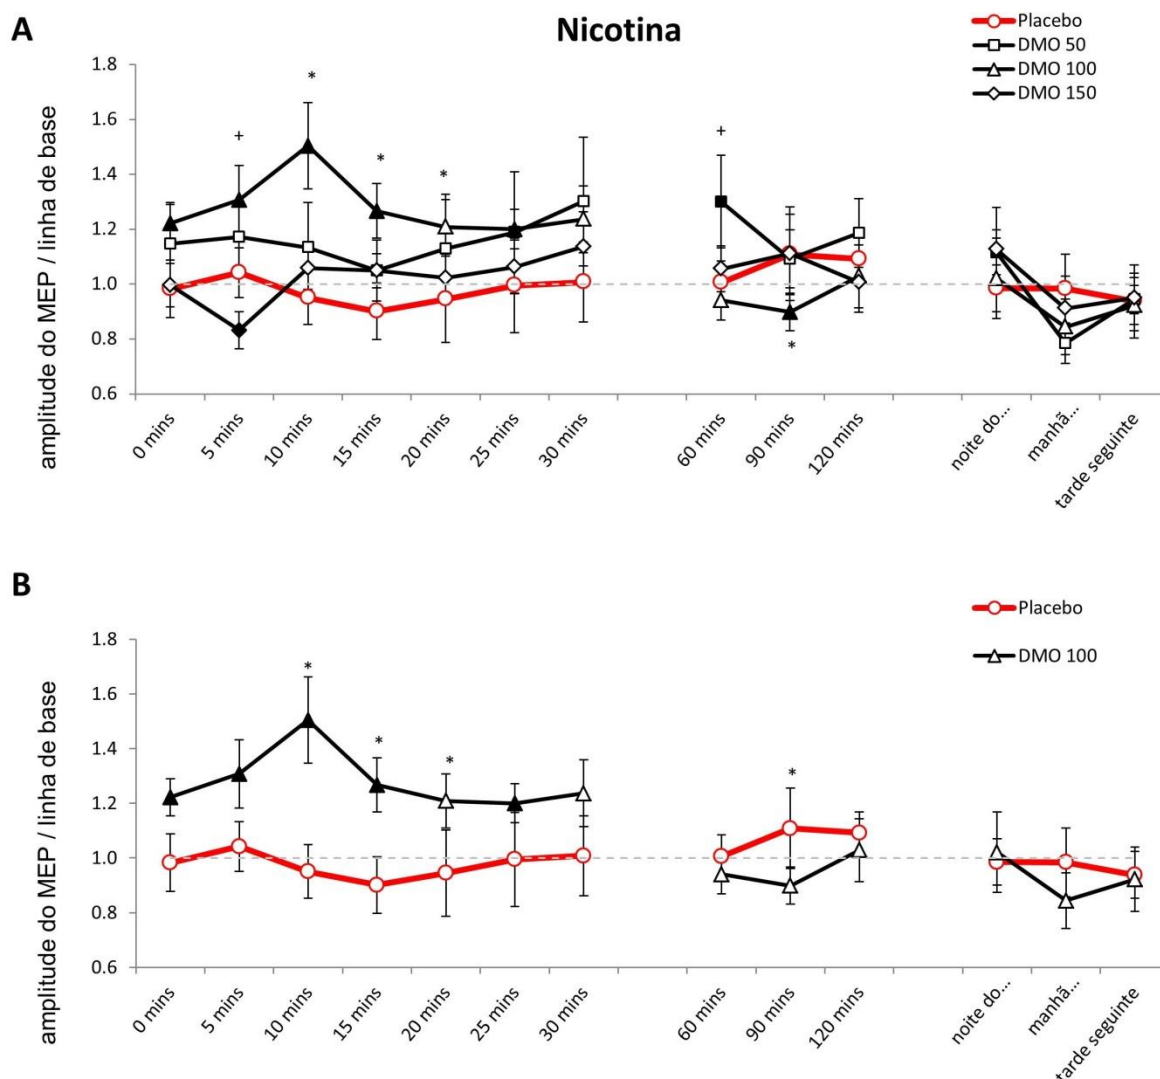 A
Nicotina
Placebo
DMO 50
DMO 100
DMO 150
amplitude do MEP / linha de base
1.8
1.6
1.4
1.2
1.0
0.8
0.6
+
*
*
*
+
*
0 mins
5 mins
10 mins
15 mins
20 mins
25 mins
30 mins
60 mins
90 mins
120 mins
noite do...
manhã...
tarde seguinte
B
Placebo
DMO 100
amplitude do MEP / linha de base
1.8
1.6
1.4
1.2
1.0
0.8
0.6
*
*
*
*
0 mins
5 mins
10 mins
15 mins
20 mins
25 mins
30 mins
60 mins
90 mins
120 mins
noite do...
manhã...
tarde seguinte